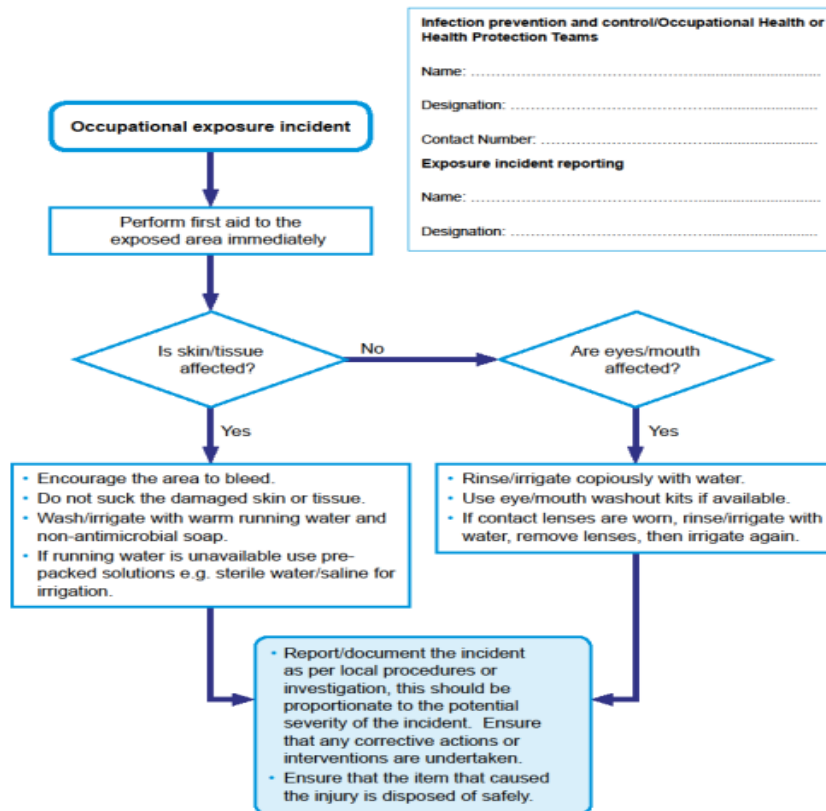 Infection prevention and control/Occupational Health or
Health Protection Teams
Name: ....................................................................................
Designation: ..........................................................................
Contact Number: ...................................................................
Exposure incident reporting
Name: ....................................................................................
Designation: ..........................................................................
Occupational exposure incident
Perform first aid to the
exposed area immediately
Is skin/tissue
affected?
No
Are eyes/mouth
affected?
Yes
Yes
• Encourage the area to bleed.
• Do not suck the damaged skin or tissue.
• Wash/irrigate with warm running water and
non-antimicrobial soap.
• If running water is unavailable use pre-
packed solutions e.g. sterile water/saline for
irrigation.
• Rinse/irrigate copiously with water.
• Use eye/mouth washout kits if available.
• If contact lenses are worn, rinse/irrigate with
water, remove lenses, then irrigate again.
• Report/document the incident
as per local procedures or
investigation, this should be
proportionate to the potential
severity of the incident.  Ensure
that any corrective actions or
interventions are undertaken.
• Ensure that the item that caused
the injury is disposed of safely.